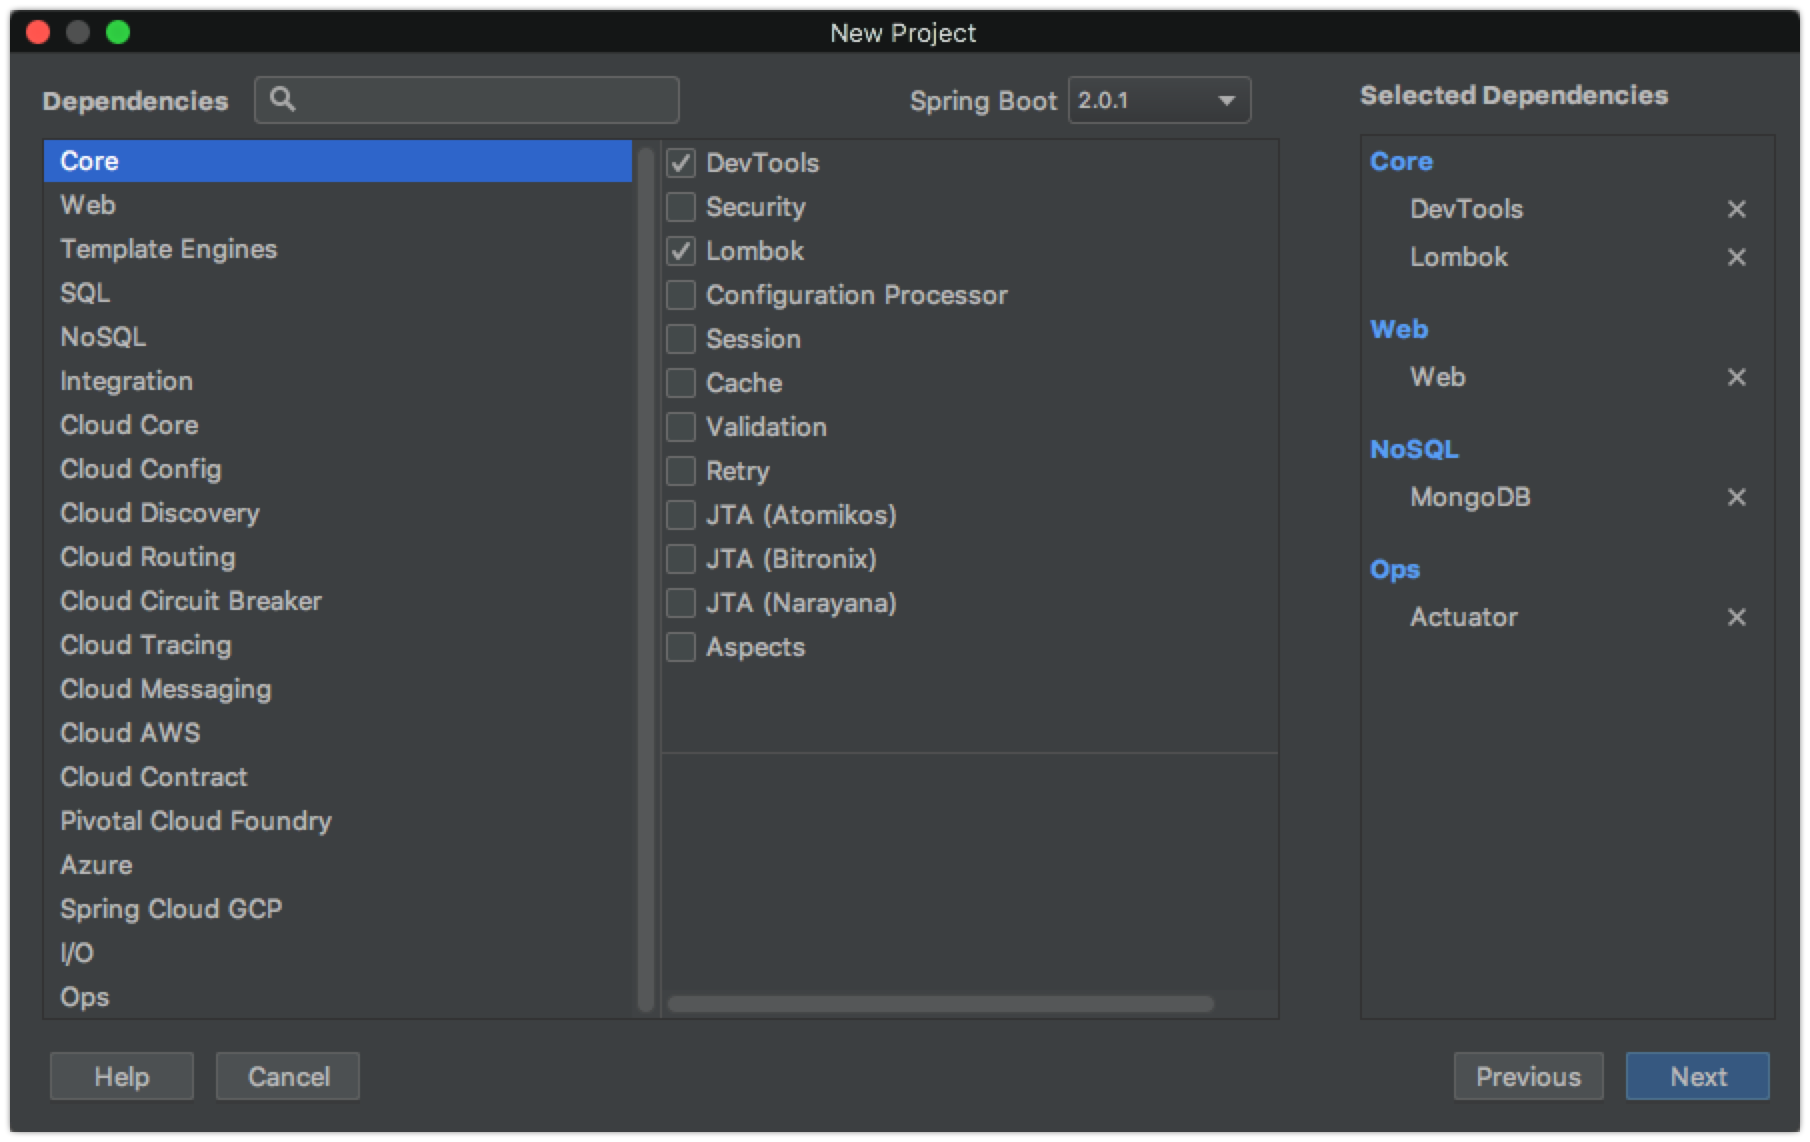 New Project
Dependencies
Spring Boot 2.0.1
Selected Dependencies
Core
Web
Template Engines
SQL
NoSQL
Integration
Cloud Core
Cloud Config
Cloud Discovery
Cloud Routing
Cloud Circuit Breaker
Cloud Tracing
Cloud Messaging
Cloud AWS
Cloud Contract
Pivotal Cloud Foundry
Azure
Spring Cloud GCP
I/O
Ops
DevTools
Security
Lombok
Configuration Processor
Session
Cache
Validation
Retry
JTA (Atomikos)
JTA (Bitronix)
JTA (Narayana)
Aspects
Core
DevTools
Lombok
Web
Web
NoSQL
MongoDB
Ops
Actuator
Help
Cancel
Previous
Next